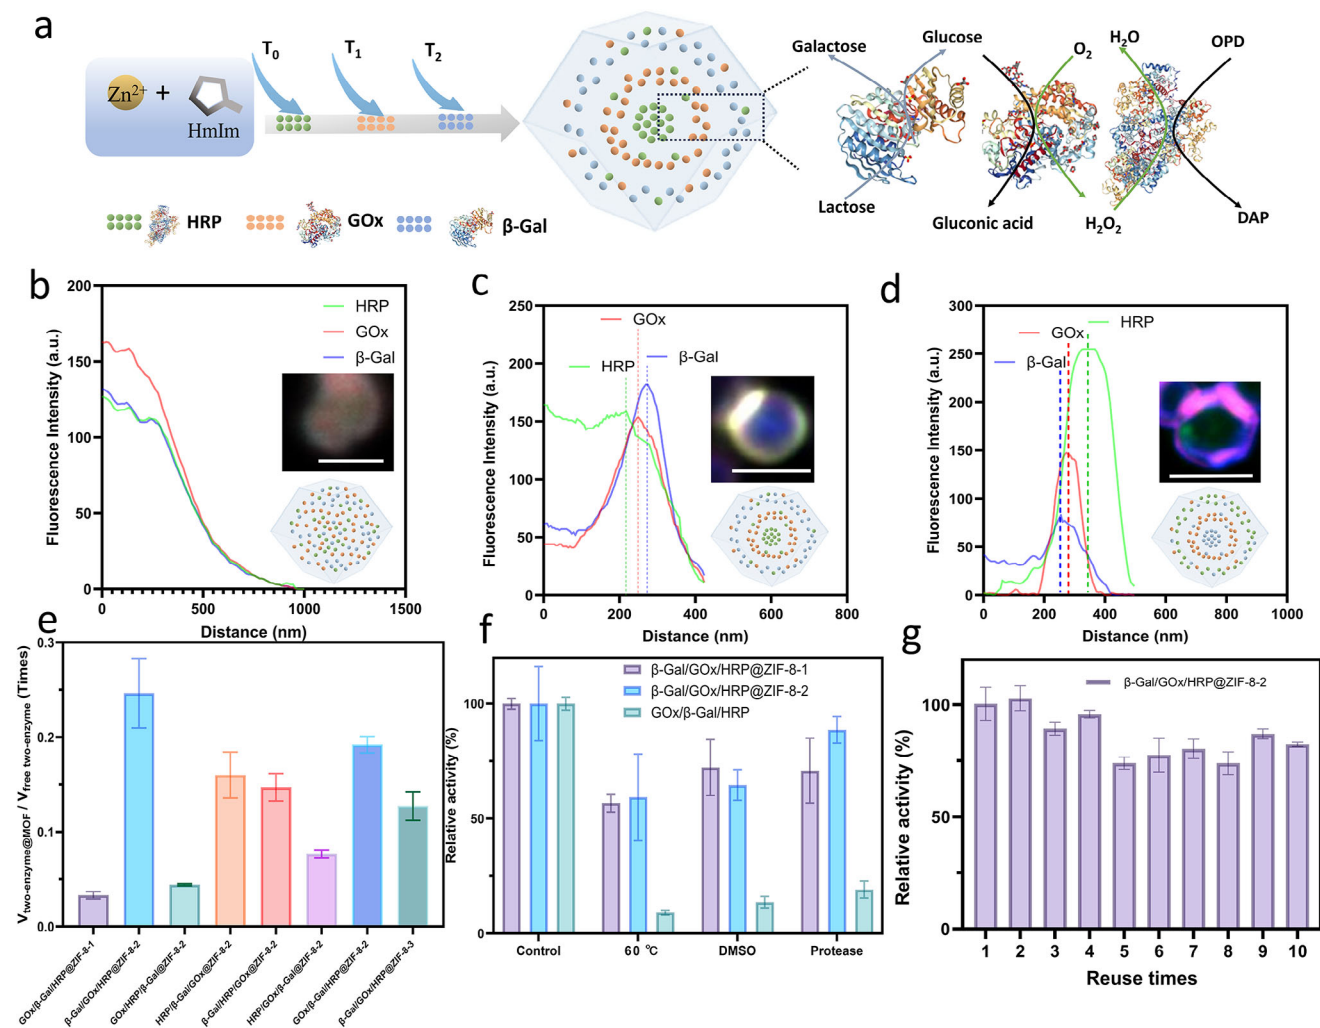 a
T0
T1
T2
Zn2+
+
HmIm
HRP
GOx
β-Gal
Galactose
Glucose
O2
H2O
OPD
Lactose
Gluconic acid
H2O2
DAP
b
Fluorescence Intensity (a.u.)
200
150
100
50
0
0
500
1000
1500
Distance (nm)
HRP
GOx
β-Gal
c
Fluorescence Intensity (a.u.)
250
200
150
100
50
0
0
200
400
600
800
Distance (nm)
GOx
HRP
β-Gal
d
Fluorescence Intensity (a.u.)
300
250
200
150
100
50
0
0
200
400
600
800
1000
Distance (nm)
HRP
GOx
β-Gal
e
Vtwo-enzyme@MOF / Vfree two-enzyme (Times)
0.3
0.2
0.1
0.0
GOx/β-Gal/HRP@ZIF-8-1
β-Gal/GOx/HRP@ZIF-8-2
GOx/HRP/β-Gal@ZIF-8-2
HRP/β-Gal/GOx@ZIF-8-2
β-Gal/HRP/GOx@ZIF-8-2
HRP/GOx/β-Gal@ZIF-8-2
GOx/β-Gal/HRP@ZIF-8-2
β-Gal/GOx/HRP@ZIF-8-3
f
Relative activity (%)
100
50
0
Control
60 ℃
DMSO
Protease
β-Gal/GOx/HRP@ZIF-8-1
β-Gal/GOx/HRP@ZIF-8-2
GOx/β-Gal/HRP
g
Relative activity (%)
100
50
0
1
2
3
4
5
6
7
8
9
10
Reuse times
β-Gal/GOx/HRP@ZIF-8-2